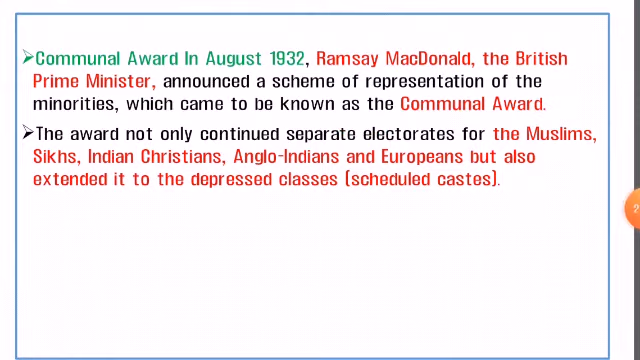 ➢Communal Award In August 1932, Ramsay MacDonald, the British
Prime Minister, announced a scheme of representation of the
minorities, which came to be known as the Communal Award.
➢The award not only continued separate electorates for the Muslims,
Sikhs, Indian Christians, Anglo-Indians and Europeans but also
extended it to the depressed classes (scheduled castes).
2